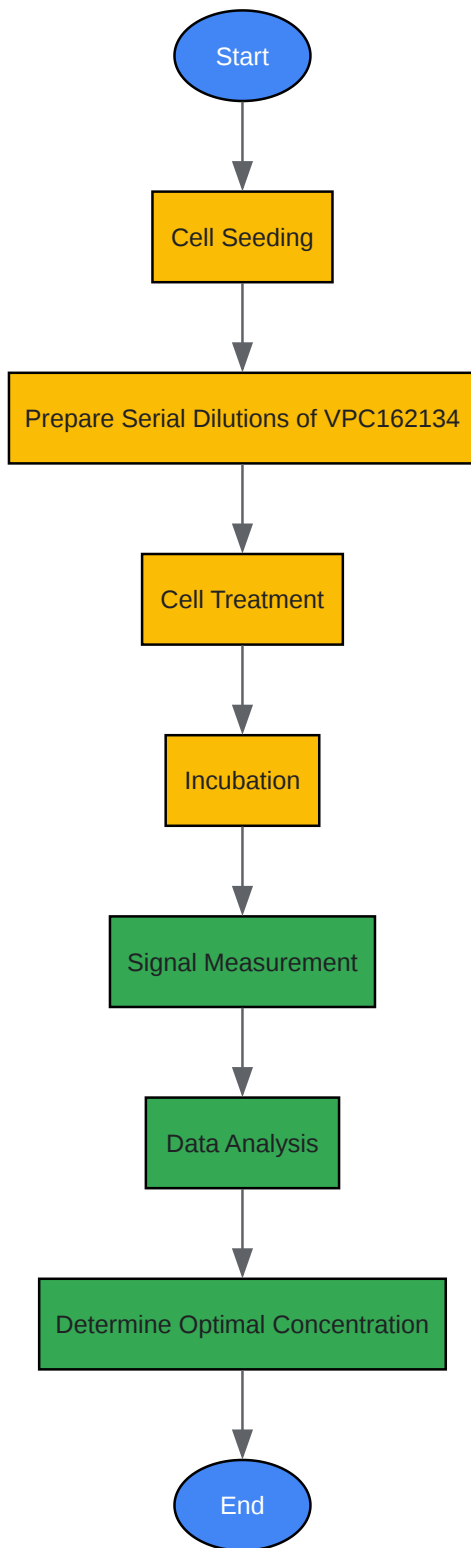 Start
Cell Seeding
Prepare Serial Dilutions of VPC162134
Cell Treatment
Incubation
Signal Measurement
Data Analysis
Determine Optimal Concentration
End